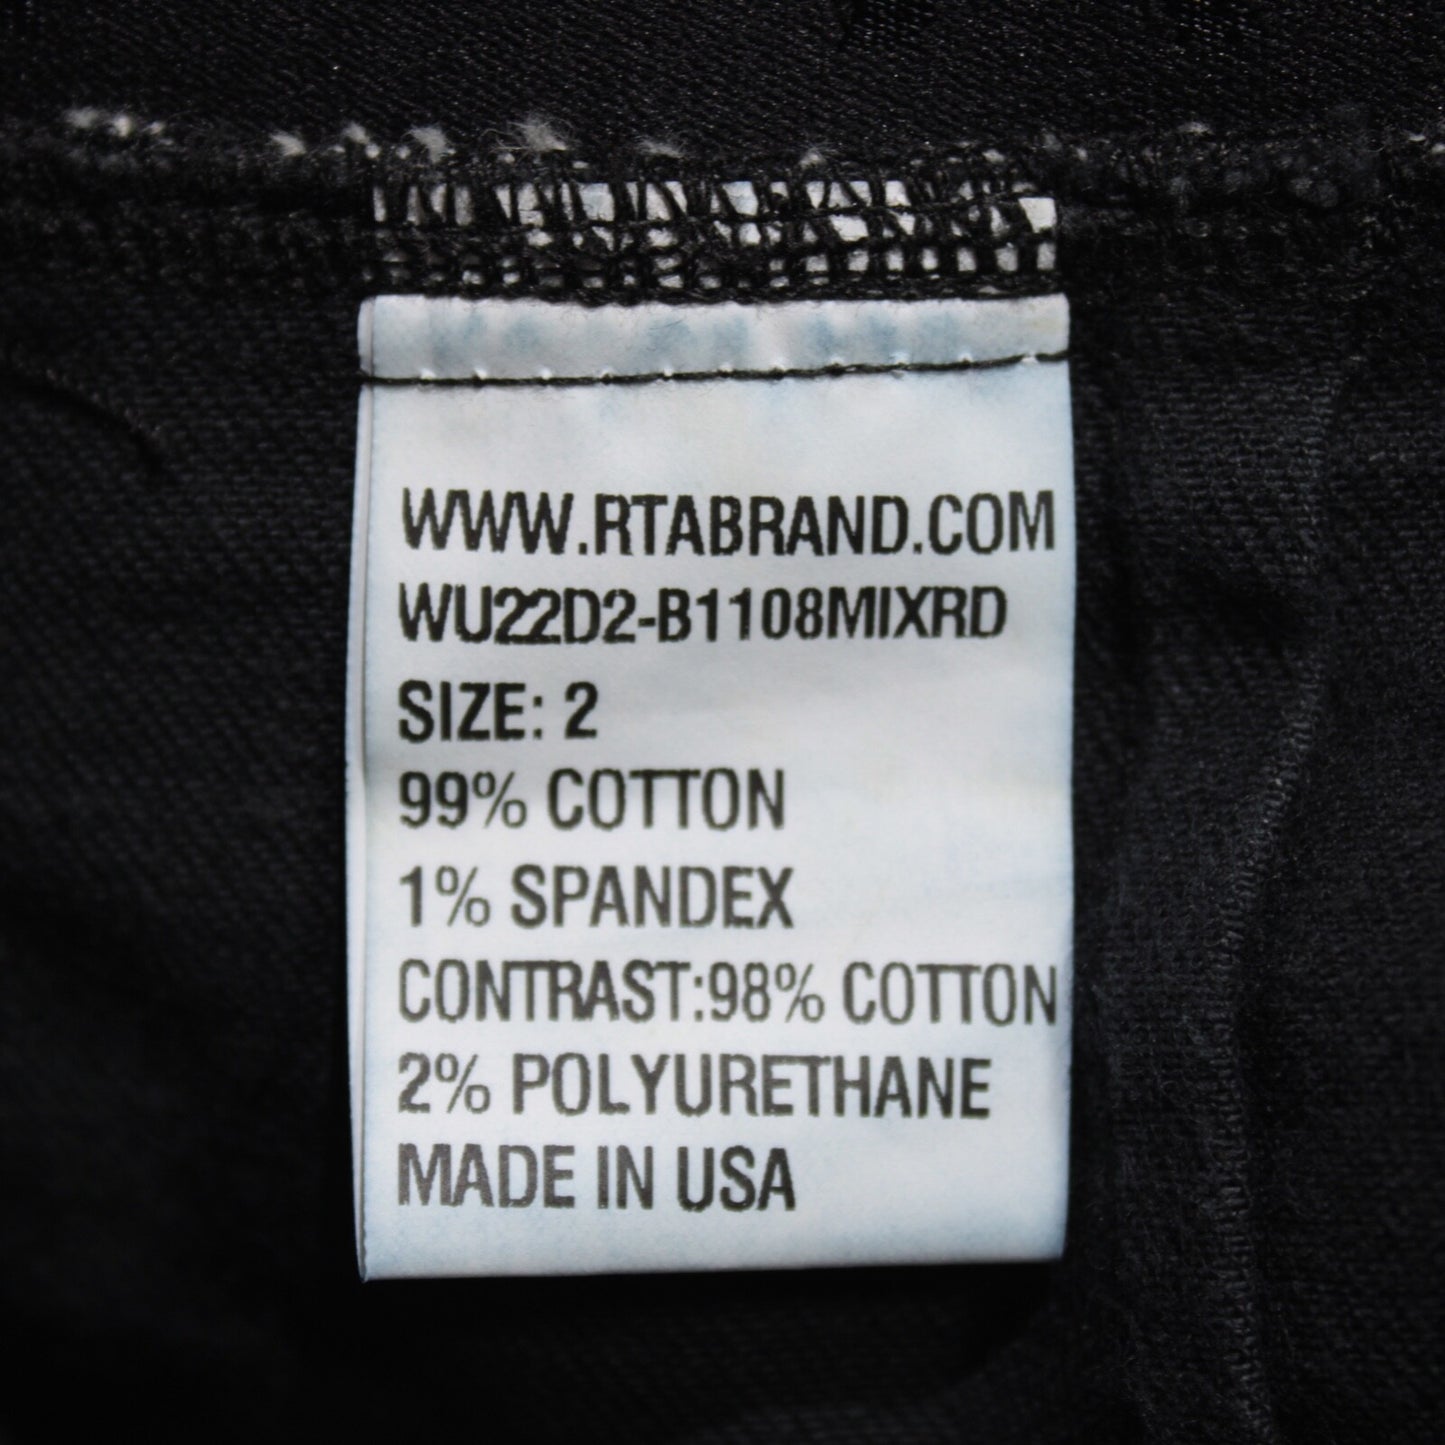 WWW.RTABRAND.COM
WU22D2-B1108MIXRD
SIZE: 2
99% COTTON
1% SPANDEX
CONTRAST:98% COTTON
2% POLYURETHANE
MADE IN USA